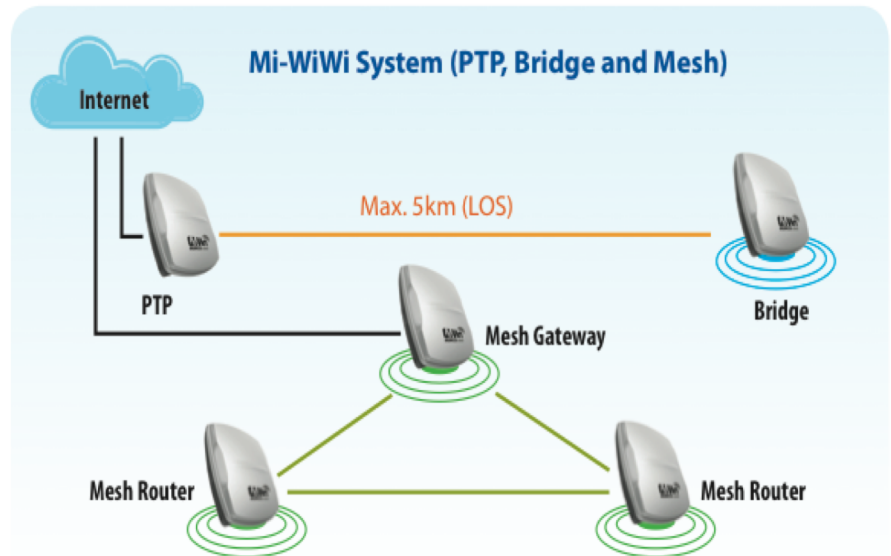 Mi-WiWi System (PTP, Bridge and Mesh)
Internet
Max. 5km (LOS)
PTP
Bridge
Mesh Gateway
Mesh Router
Mesh Router